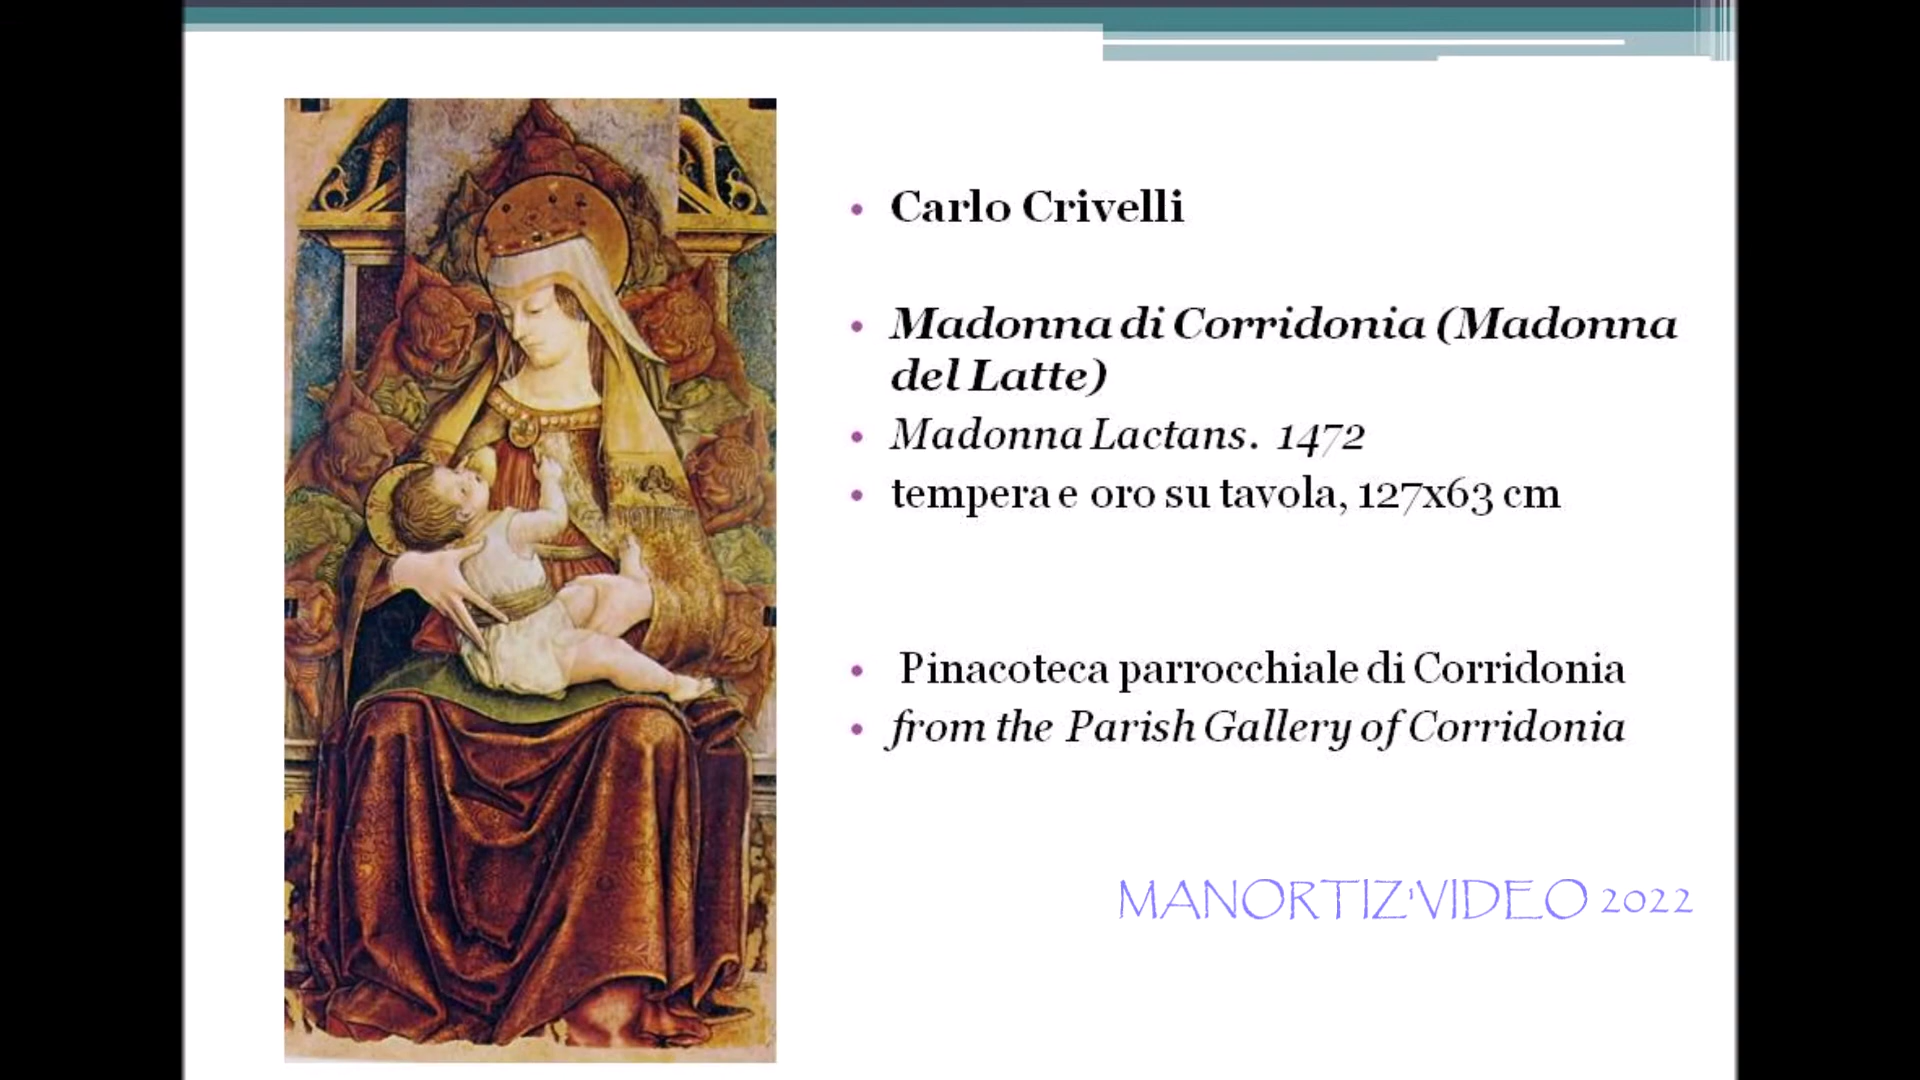 Carlo Crivelli
Madonna di Corridonia (Madonna
del Latte)
Madonna Lactans. 1472
tempera e oro su tavola, 127x63 cm
Pinacoteca parrocchiale di Corridonia
from the Parish Gallery of Corridonia
MANORTIZ'VIDEO 2022